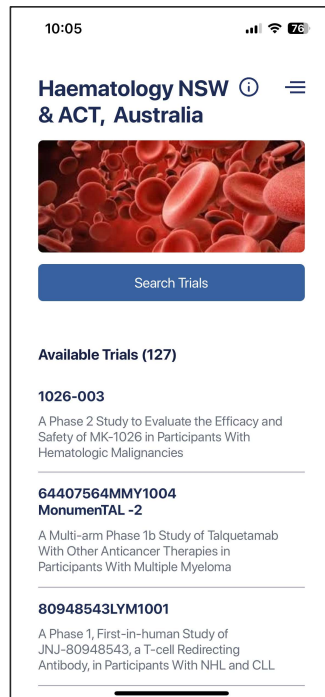 10:05
76
Haematology NSW
& ACT, Australia
Search Trials
Available Trials (127)
1026-003
A Phase 2 Study to Evaluate the Efficacy and
Safety of MK-1026 in Participants With
Hematologic Malignancies
64407564MMY1004
MonumenTAL -2
A Multi-arm Phase 1b Study of Talquetamab
With Other Anticancer Therapies in
Participants With Multiple Myeloma
80948543LYM1001
A Phase 1, First-in-human Study of
JNJ-80948543, a T-cell Redirecting
Antibody, in Participants With NHL and CLL